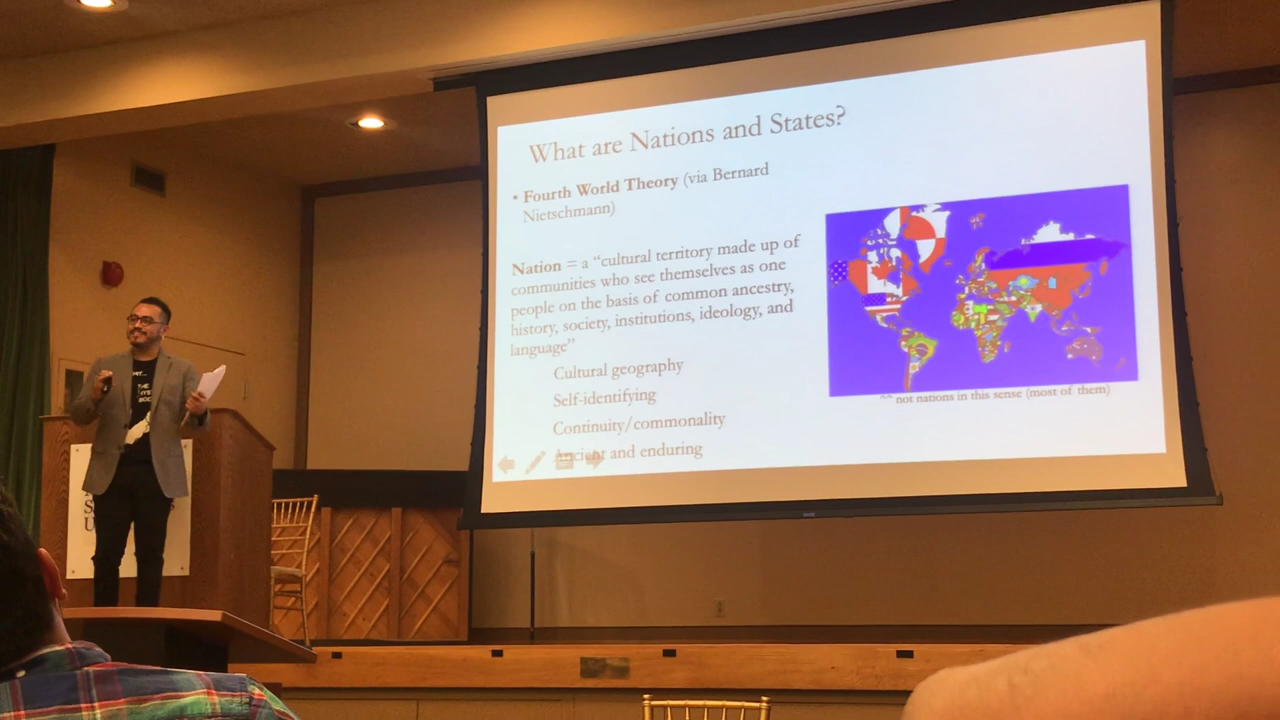 What are Nations and States?
• Fourth World Theory (via Bernard
Nietschmann)
Nation = a “cultural territory made up of
communities who see themselves as one
people on the basis of common ancestry,
history, society, institutions, ideology, and
language”
Cultural geography
Self-identifying
Continuity/commonality
Ancient and enduring
^^ not nations in this sense (most of them)